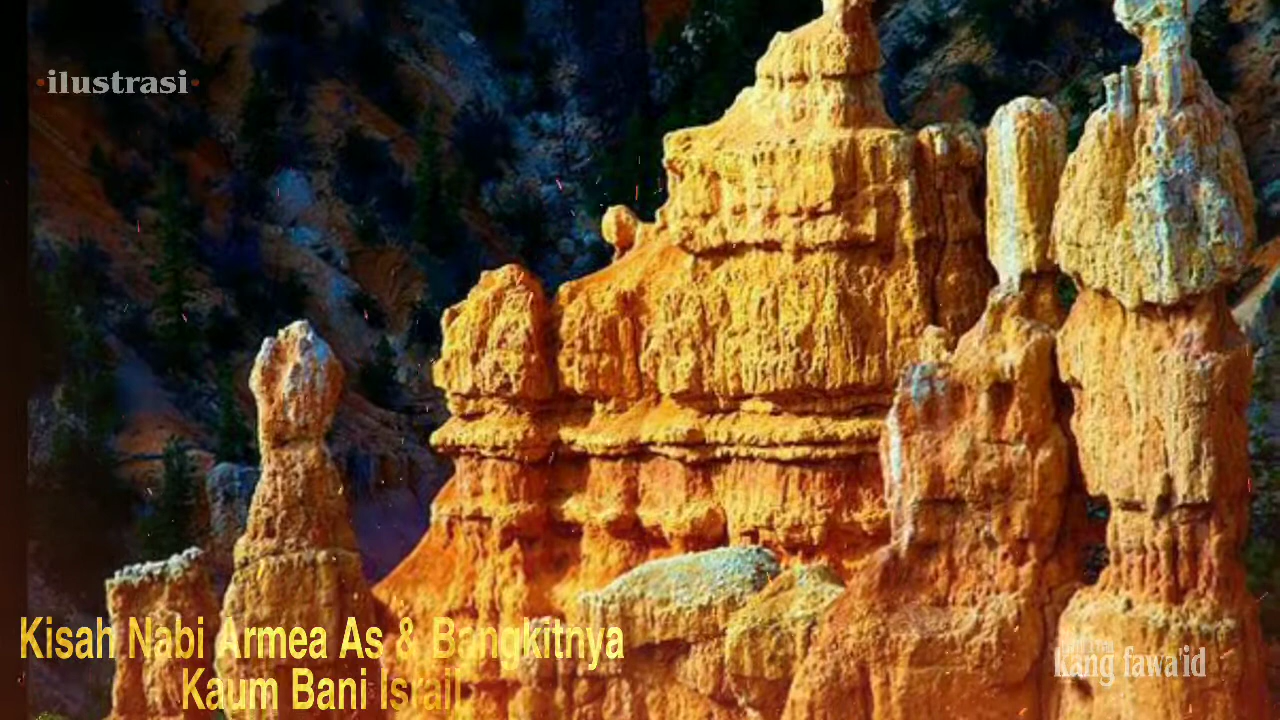 •ilustrasi•
Kisah Nabi Armea As & Bangkitnya
Kaum Bani Israil
kang fawa'id